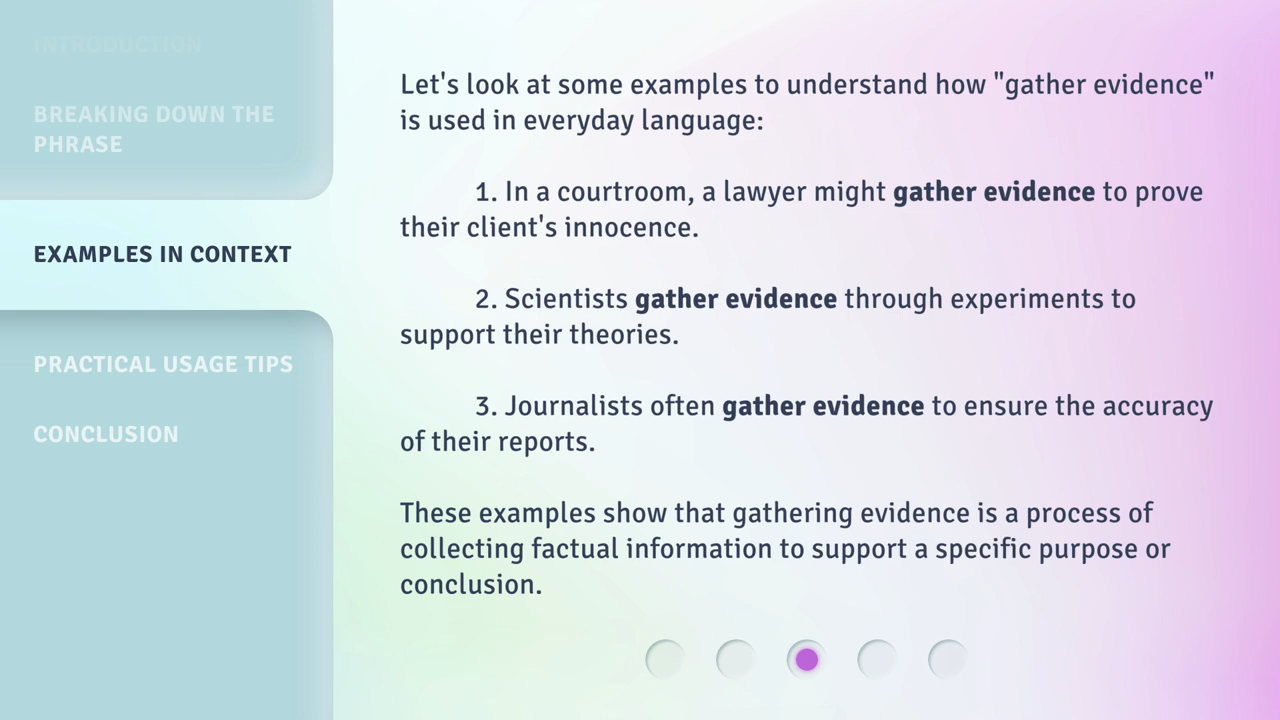 INTRODUCTION
BREAKING DOWN THE
PHRASE
EXAMPLES IN CONTEXT
PRACTICAL USAGE TIPS
CONCLUSION
Let's look at some examples to understand how "gather evidence"
is used in everyday language:
1. In a courtroom, a lawyer might gather evidence to prove
their client's innocence.
2. Scientists gather evidence through experiments to
support their theories.
3. Journalists often gather evidence to ensure the accuracy
of their reports.
These examples show that gathering evidence is a process of
collecting factual information to support a specific purpose or
conclusion.